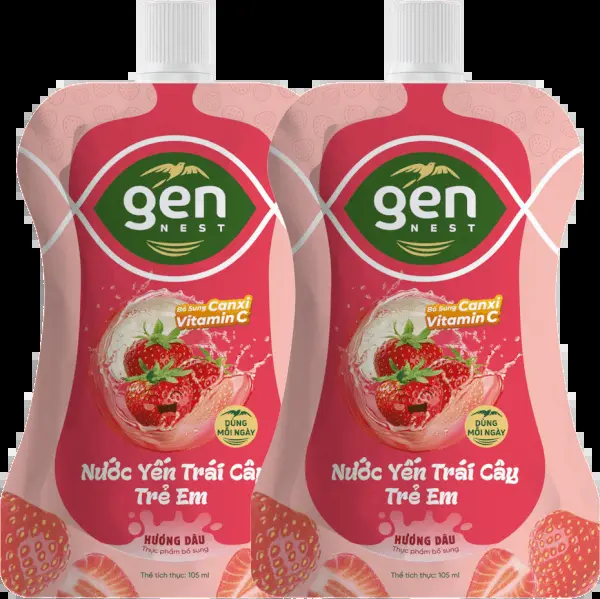 gen
NEST
Bổ Sung Canxi
Vitamin C
DÙNG
MỖI NGÀY
Nước Yến Trái Cây
Trẻ Em
HƯƠNG DÂU
Thực phẩm bổ sung
Thể tích thực: 105 ml
gen
NEST
Bổ Sung Canxi
Vitamin C
DÙNG
MỖI NGÀY
Nước Yến Trái Cây
Trẻ Em
HƯƠNG DÂU
Thực phẩm bổ sung
Thể tích thực: 105 ml